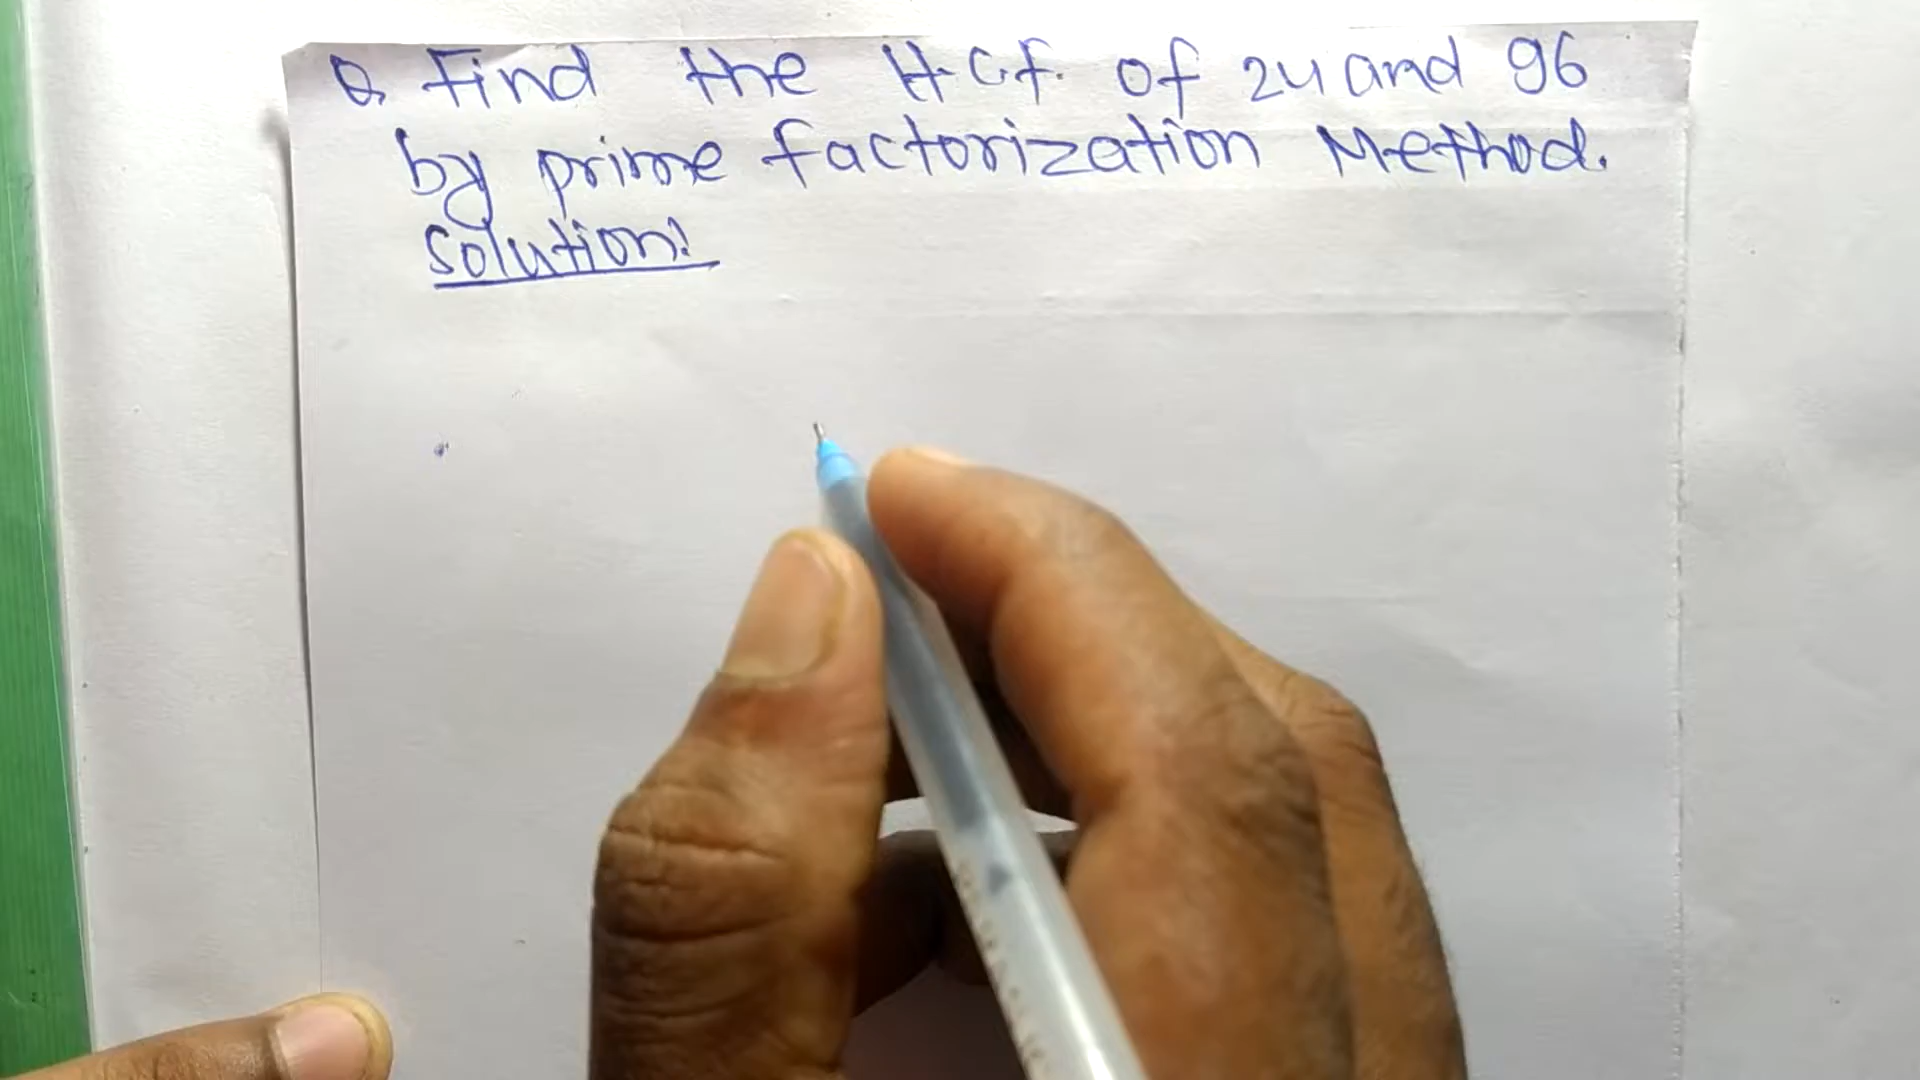 Q. Find the H.C.F. of 24 and 96
by prime factorization Method.
Solution: